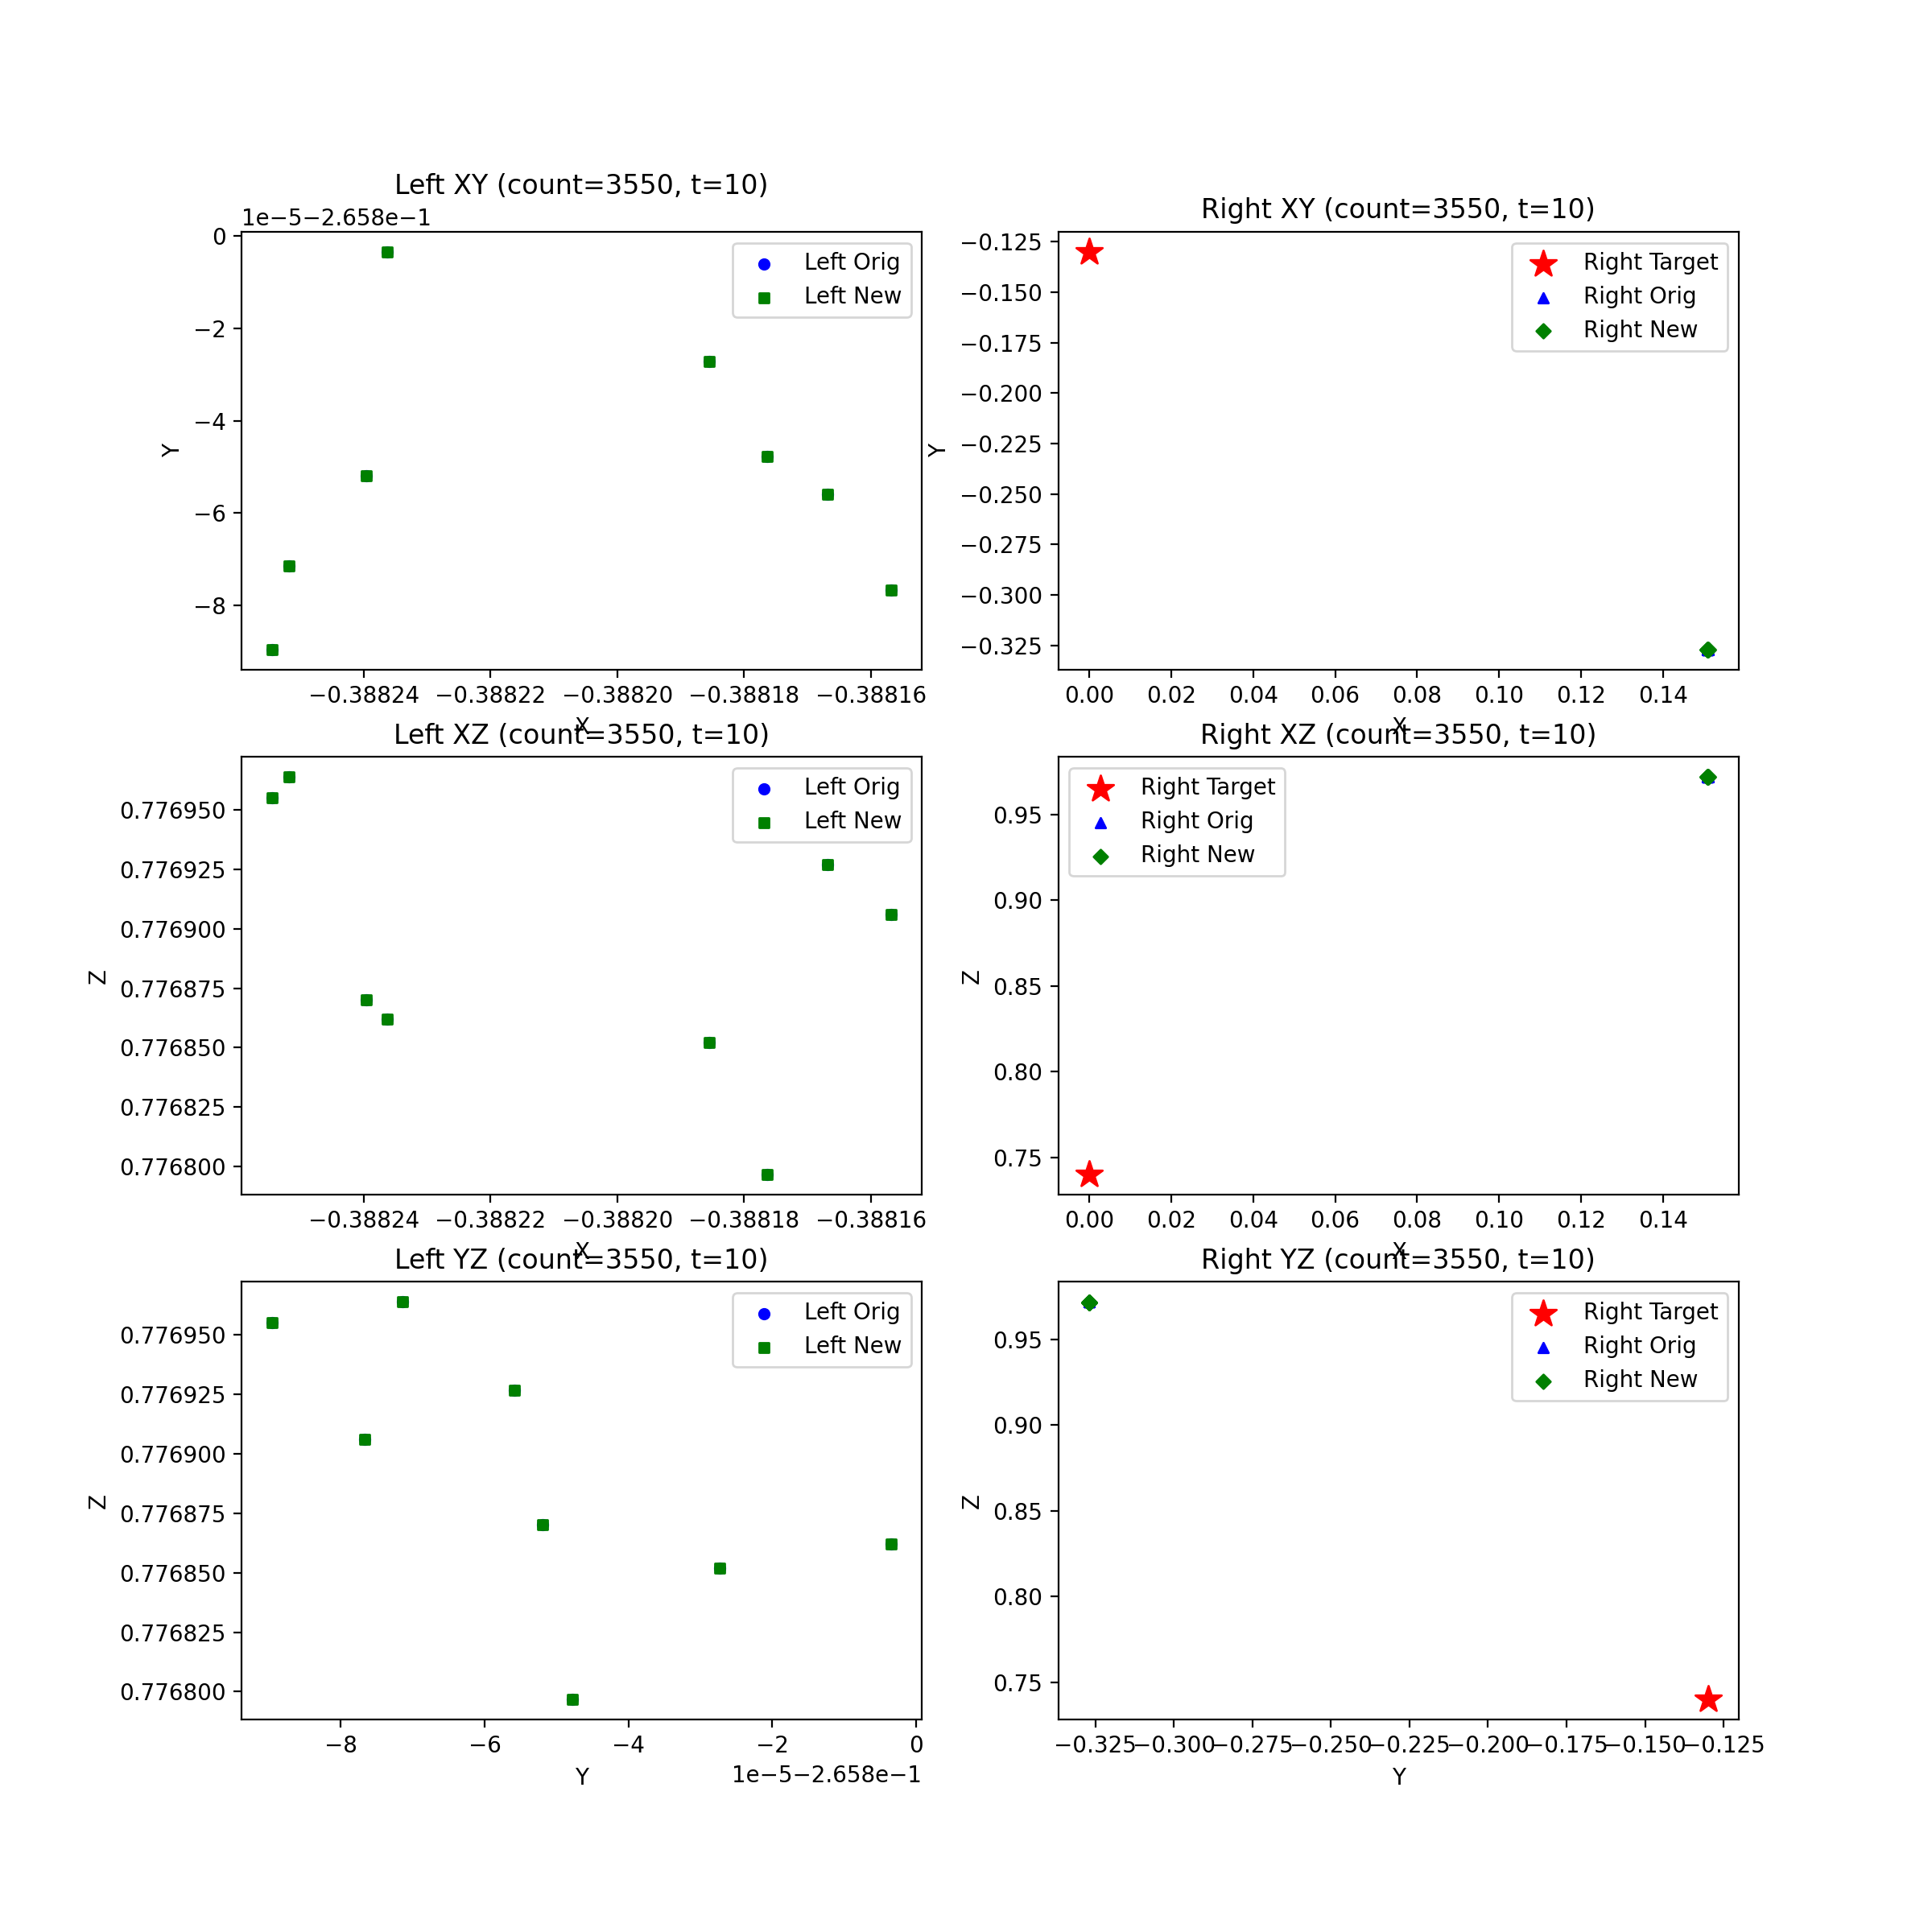 Left XY (count=3550, t=10)
1e−5−2.658e−1
0
−2
−4
−6
−8
Y
−0.38824 −0.38822 −0.38820 −0.38818 −0.38816
X
Left Orig
Left New
Right XY (count=3550, t=10)
−0.125
−0.150
−0.175
−0.200
−0.225
−0.250
−0.275
−0.300
−0.325
Y
0.00 0.02 0.04 0.06 0.08 0.10 0.12 0.14
X
Right Target
Right Orig
Right New
Left XZ (count=3550, t=10)
0.776950
0.776925
0.776900
0.776875
0.776850
0.776825
0.776800
Z
−0.38824 −0.38822 −0.38820 −0.38818 −0.38816
X
Left Orig
Left New
Right XZ (count=3550, t=10)
0.95
0.90
0.85
0.80
0.75
Z
0.00 0.02 0.04 0.06 0.08 0.10 0.12 0.14
X
Right Target
Right Orig
Right New
Left YZ (count=3550, t=10)
0.776950
0.776925
0.776900
0.776875
0.776850
0.776825
0.776800
Z
−8 −6 −4 −2 0
Y
1e−5−2.658e−1
Left Orig
Left New
Right YZ (count=3550, t=10)
0.95
0.90
0.85
0.80
0.75
Z
−0.325 −0.300 −0.275 −0.250 −0.225 −0.200 −0.175 −0.150 −0.125
Y
Right Target
Right Orig
Right New